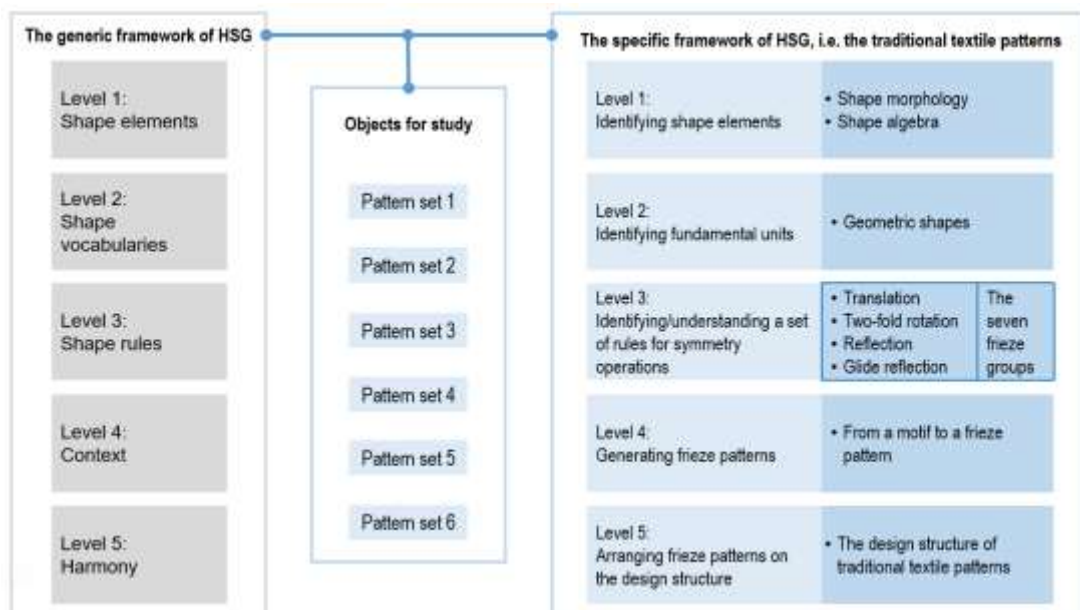 The generic framework of HSG
Level 1:
Shape elements
Level 2:
Shape
vocabularies
Level 3:
Shape rules
Level 4:
Context
Level 5:
Harmony
Objects for study
Pattern set 1
Pattern set 2
Pattern set 3
Pattern set 4
Pattern set 5
Pattern set 6
The specific framework of HSG, i.e. the traditional textile patterns
Level 1:
Identifying shape elements
• Shape morphology
• Shape algebra
Level 2:
Identifying fundamental units
• Geometric shapes
Level 3:
Identifying/understanding a set
of rules for symmetry
operations
• Translation
• Two-fold rotation
• Reflection
• Glide reflection
The
seven
frieze
groups
Level 4:
Generating frieze patterns
• From a motif to a frieze
pattern
Level 5:
Arranging frieze patterns on
the design structure
• The design structure of
traditional textile patterns